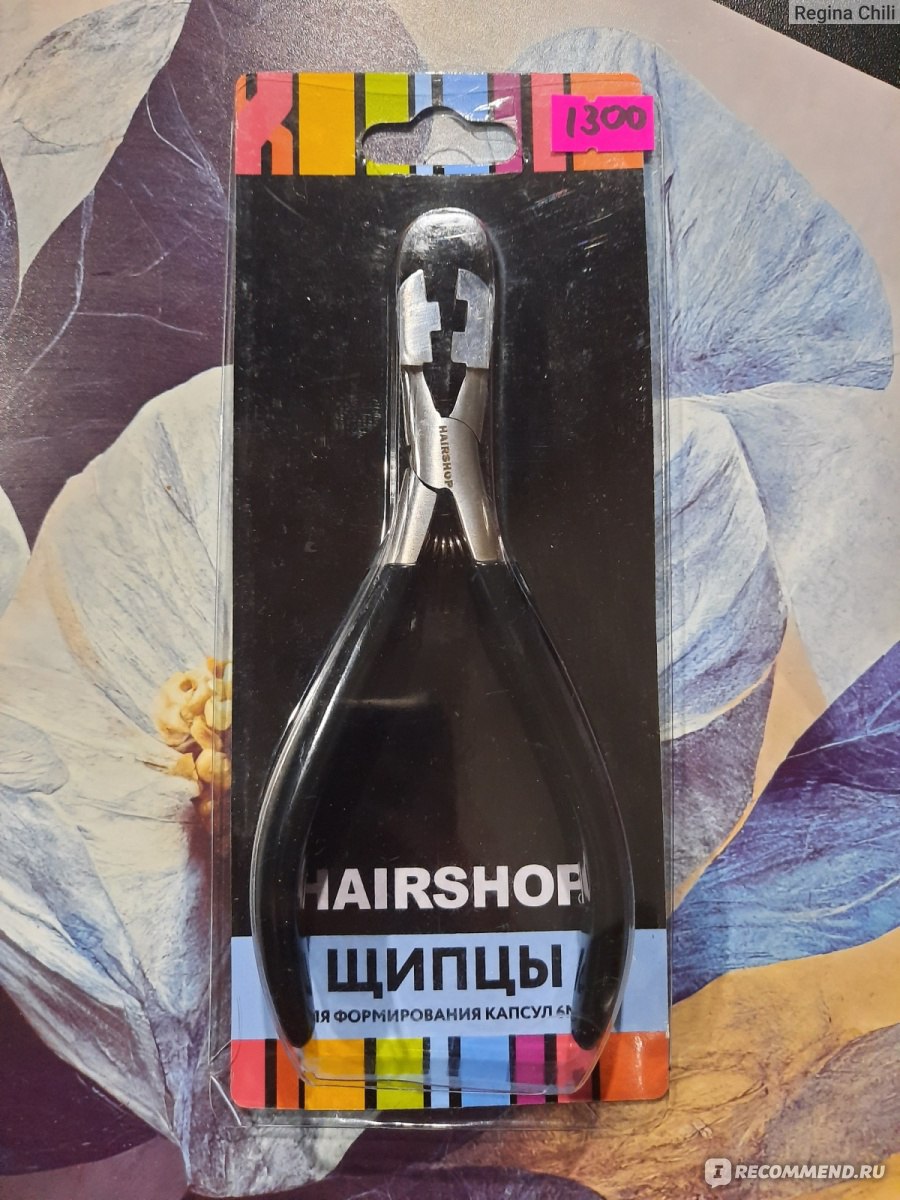 Regina Chili
1300
HAIRSHOP
HAIRSHOP
ЩИПЦЫ
ФОРМИРОВАНИЯ КАПСУЛ
RECOMMEND.RU